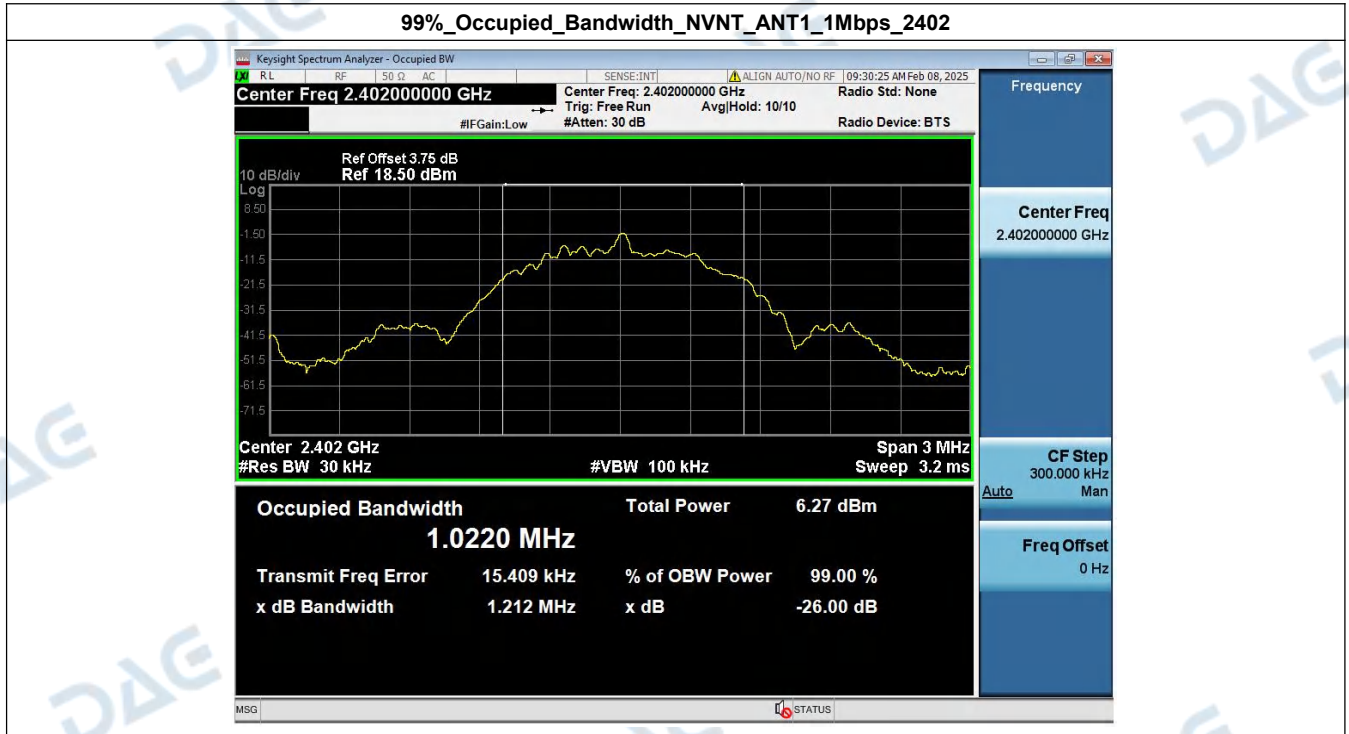 99%_Occupied_Bandwidth_NVNT_ANT1_1Mbps_2402
Keysight Spectrum Analyzer - Occupied BW
LXI RL RF 50 Ω AC SENSE:INT ALIGN AUTO/NO RF 09:30:25 AM Feb 08, 2025
Center Freq 2.402000000 GHz Center Freq: 2.402000000 GHz Radio Std: None
Trig: Free Run Avg|Hold: 10/10
#IFGain:Low #Atten: 30 dB Radio Device: BTS
Ref Offset 3.75 dB
10 dB/div Ref 18.50 dBm
Log
8.50
-1.50
-11.5
-21.5
-31.5
-41.5
-51.5
-61.5
-71.5
Center 2.402 GHz Span 3 MHz
#Res BW 30 kHz #VBW 100 kHz Sweep 3.2 ms
Occupied Bandwidth Total Power 6.27 dBm
1.0220 MHz
Transmit Freq Error 15.409 kHz % of OBW Power 99.00 %
x dB Bandwidth 1.212 MHz x dB -26.00 dB
MSG STATUS
Frequency
Center Freq
2.402000000 GHz
CF Step
300.000 kHz
Auto Man
Freq Offset
0 Hz
DAE
DAE
DAE